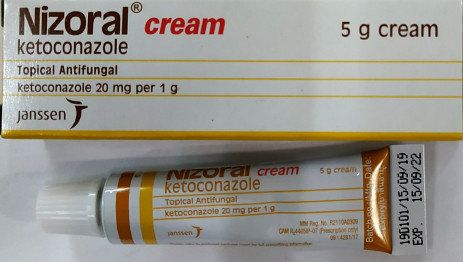 Nizoral® cream
5 g cream
ketoconazole
Topical Antifungal
ketoconazole 20 mg per 1 g
janssen
Nizoral cream
5 g cream
ketoconazole
Topical Antifungal
ketoconazole 20 mg per 1 g
janssen
190101/15/09/19
EXP. 15/09/22